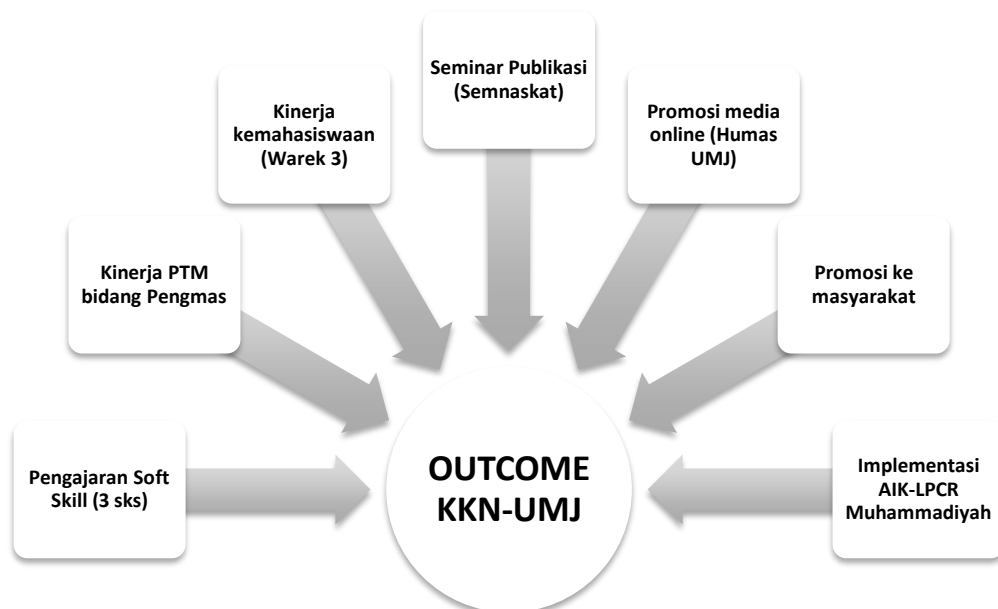 Seminar Publikasi
(Semnaskat)
Kinerja
kemahasiswaan
(Warek 3)
Promosi media
online (Humas
UMJ)
Kinerja PTM
bidang Pengmas
Promosi ke
masyarakat
Pengajaran Soft
Skill (3 sks)
OUTCOME
KKN-UMJ
Implementasi
AIK-LPCR
Muhammadiyah